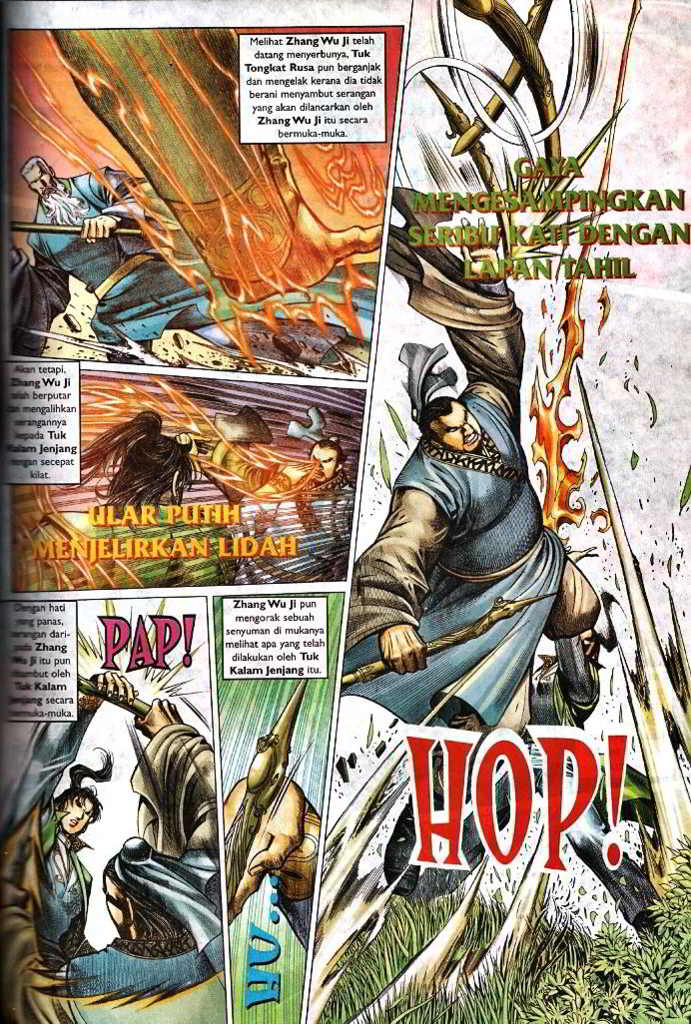 Melihat Zhang Wu Ji telah
datang menyerbunya, Tuk
Tongkat Rusa pun berganjak
dan mengelak kerana dia tidak
berani menyambut serangan
yang akan dilancarkan oleh
Zhang Wu Ji itu secara
bermuka-muka.
GAYA
MENGESAMPINGKAN
SERIBU KATI DENGAN
LAPAN TAHIL
Akan tetapi,
Zhang Wu Ji
telah berputar
dan mengalihkan
serangannya
kepada Tuk
Kalam Jenjang
dengan secepat
kilat.
ULAR PUTIH
MENJELIRKAN LIDAH
Dengan hati
yang panas,
serangan dari-
pada Zhang
Wu Ji itu pun
disambut oleh
Tuk Kalam
Jenjang secara
bermuka-muka.
PAP!
Zhang Wu Ji pun
mengorak sebuah
senyuman di mukanya
melihat apa yang telah
dilakukan oleh Tuk
Kalam Jenjang itu.
HU...
HOP!